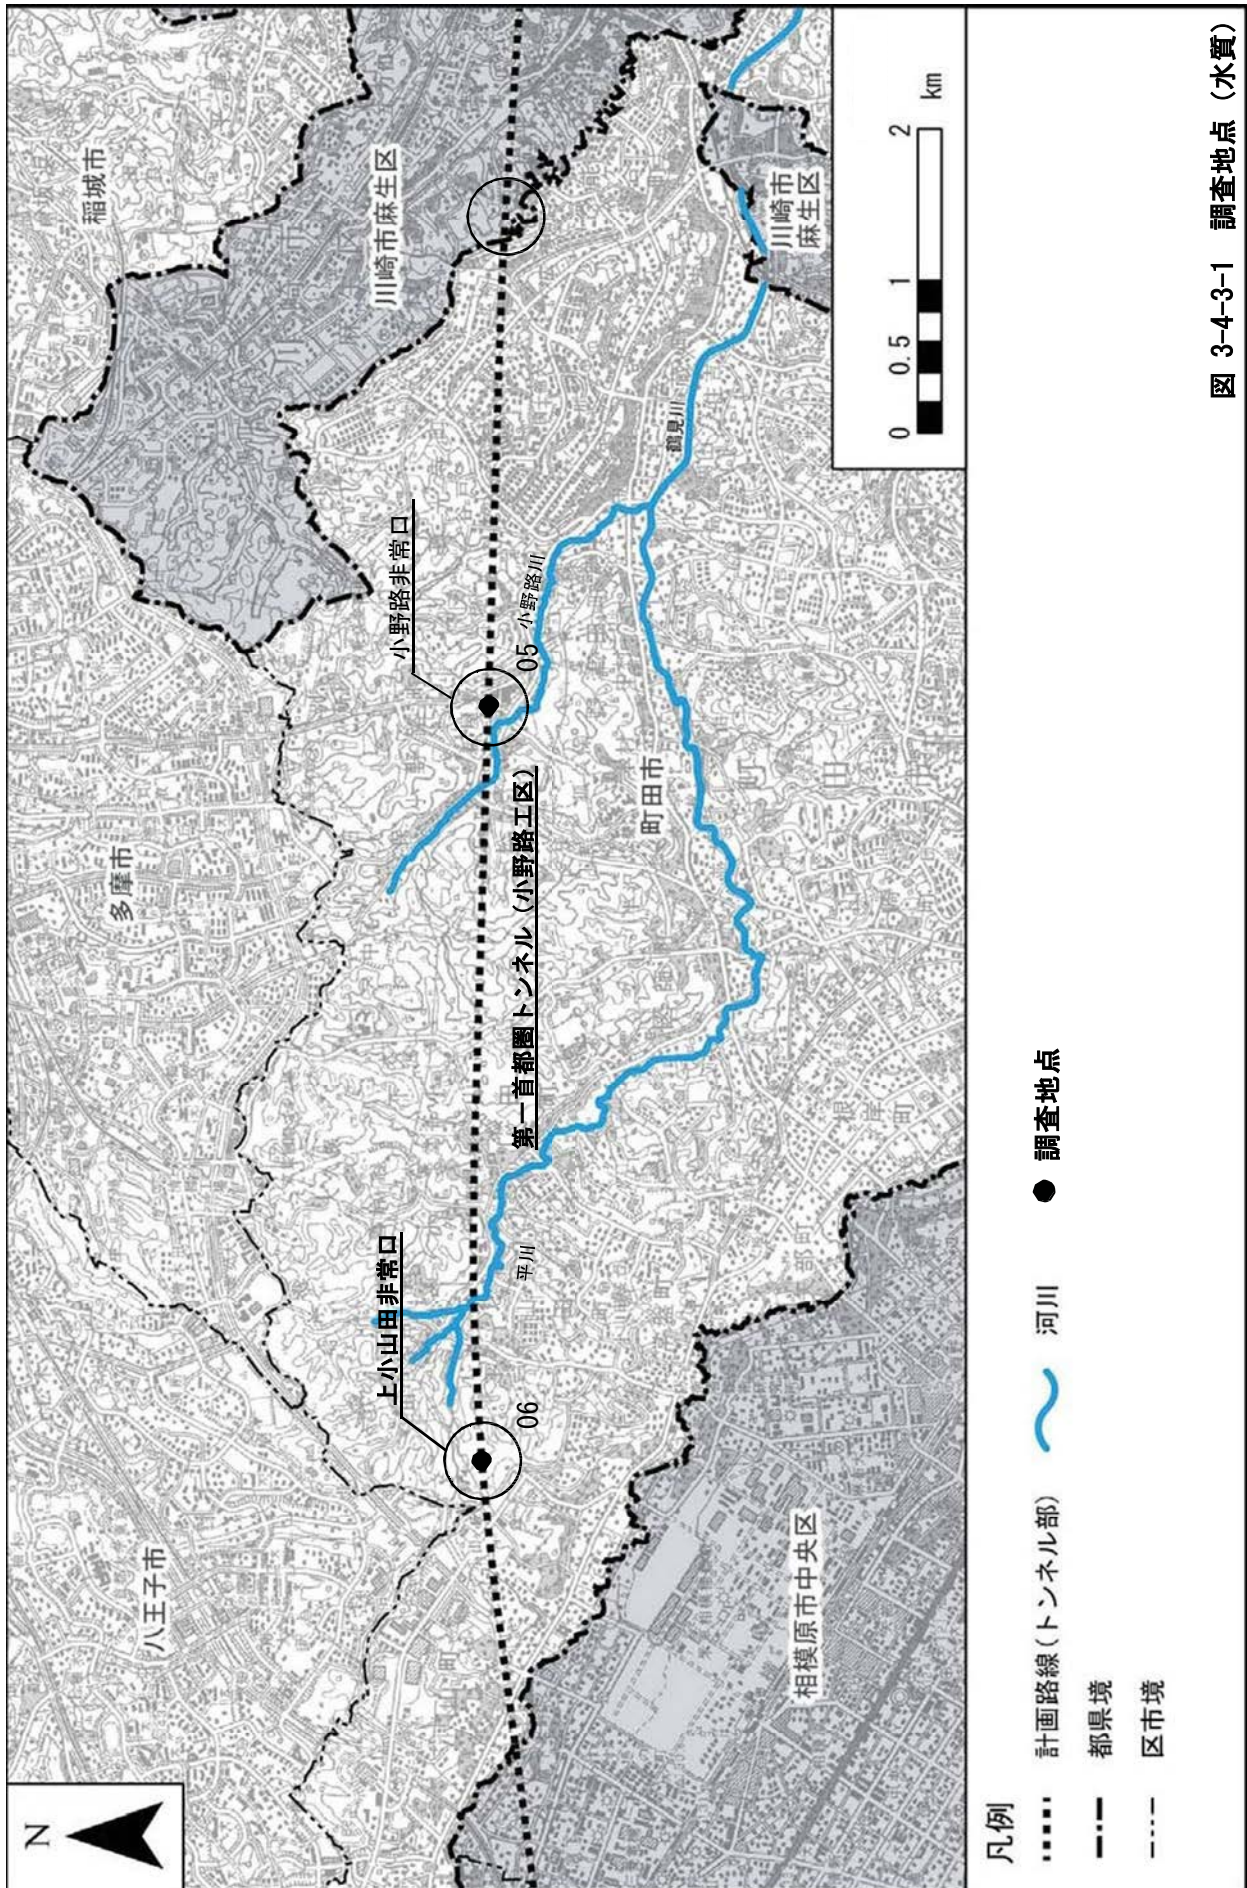 N
八王子市
多摩市
稲城市
川崎市麻生区
上小山田非常口
小野路非常口
06
05
小野路川
平川
第一首都圏トンネル（小野路工区）
町田市
鶴見川
川崎市
麻生区
相模原市中央区
根岸町
0
0.5
1
2
km
凡例
計画路線（トンネル部）
河川
調査地点
都県境
区市境
図 3-4-3-1 調査地点（水質）